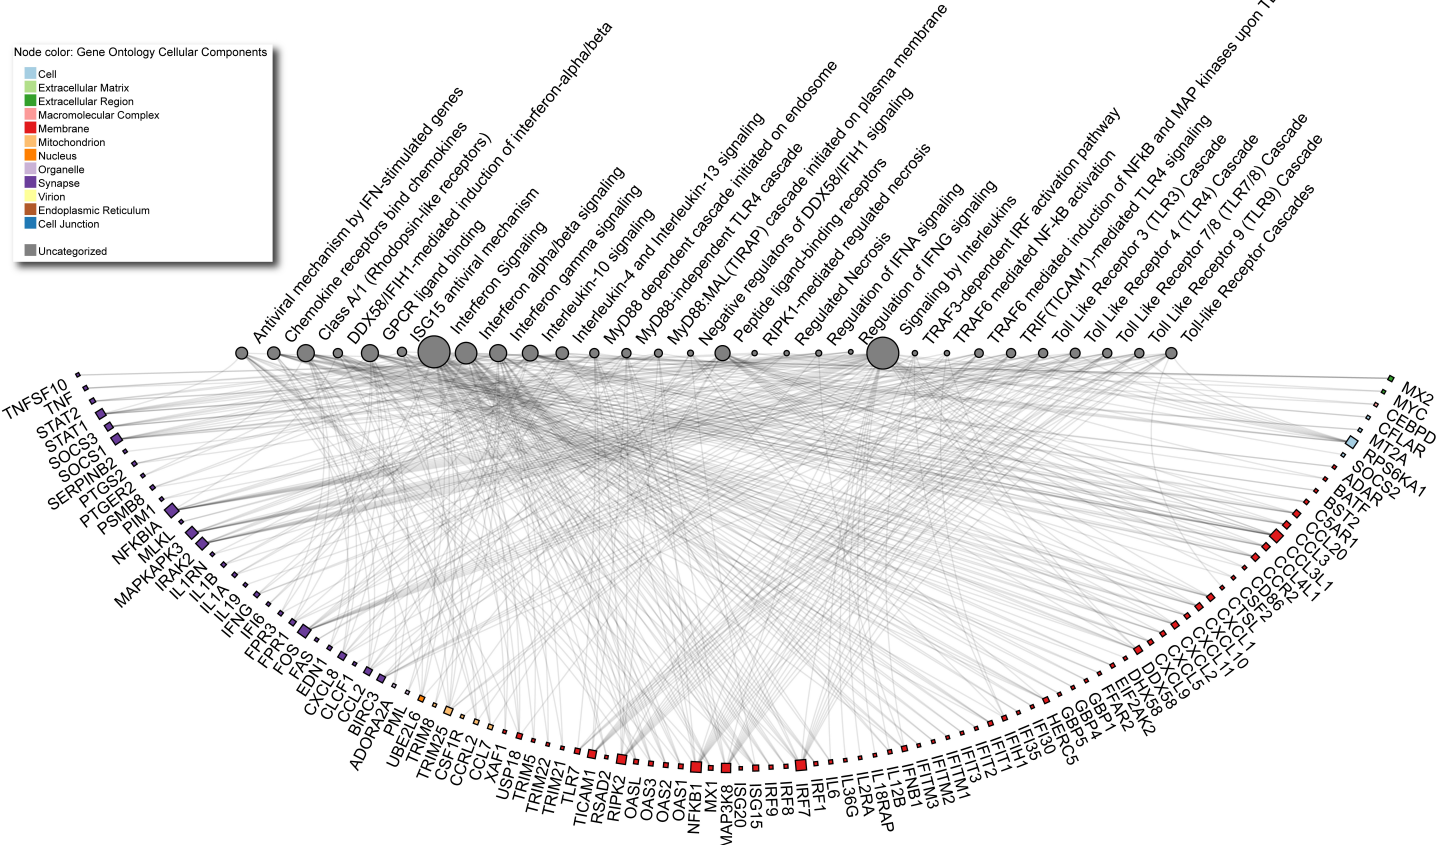 Node color: Gene Ontology Cellular Components
Cell
Extracellular Matrix
Extracellular Region
Macromolecular Complex
Membrane
Mitochondrion
Nucleus
Organelle
Synapse
Virion
Endoplasmic Reticulum
Cell Junction
Uncategorized
Antiviral mechanism by IFN-stimulated genes
Chemokine receptors bind chemokines
Class A/1 (Rhodopsin-like receptors)
DDX58/IFIH1-mediated induction of interferon-alpha/beta
GPCR ligand binding
ISG15 antiviral mechanism
Interferon Signaling
Interferon alpha/beta signaling
Interferon gamma signaling
Interleukin-10 signaling
Interleukin-4 and Interleukin-13 signaling
MyD88 dependent cascade initiated on endosome
MyD88-independent TLR4 cascade
MyD88:MAL(TIRAP) cascade initiated on plasma membrane
Negative regulators of DDX58/IFIH1 signaling
Peptide ligand-binding receptors
RIPK1-mediated regulated necrosis
Regulated Necrosis
Regulation of IFNA signaling
Regulation of IFNG signaling
Signaling by Interleukins
TRAF3-dependent IRF activation pathway
TRAF6 mediated NF-kB activation
TRAF6 mediated induction of NFkB and MAP kinases upon
TRIF(TICAM1)-mediated TLR4 signaling
Toll Like Receptor 3 (TLR3) Cascade
Toll Like Receptor 4 (TLR4) Cascade
Toll Like Receptor 7/8 (TLR7/8) Cascade
Toll Like Receptor 9 (TLR9) Cascade
Toll-like Receptor Cascades
TNFSF10
TNF
STAT2
STAT1
SOCS3
SOCS1
SERPINB2
PTGS2
PTGER2
PSMB8
PIM1
NFKBIA
MLKL
MAPKAPK3
IRAK2
IL1RN
IL1B
IL1A
IL19
IFNG
IFI6
FPR3
FPR1
FOS
FAS
EDN1
CXCL8
CLCF1
CCL2
BIRC3
ADORA2A
PML
UBE2L6
TRIM8
TRIM25
CSF1R
CCRL2
CCL7
XAF1
USP18
TRIM5
TRIM22
TRIM21
TLR7
TICAM1
RSAD2
RIPK2
OASL
OAS3
OAS2
OAS1
NFKB1
MX1
MAP3K8
ISG20
ISG15
IRF9
IRF8
IRF7
IRF1
IL6
IL36G
IL2RA
IL18RAP
IL12B
IFNB1
IFITM3
IFITM2
IFITM1
IFIT3
IFIT2
IFIT1
IFIH1
IFI35
IFI30
HERC5
GBP5
GBP4
GBP1
FFAR2
EIF2AK2
DHX58
DDX58
CXCL9
CXCL5
CXCL2
CXCL11
CXCL10
CXCL1
CSF2
CTSD86
CCR2
CCL4L1
CCL3L1
CCL3
CCL20
C5AR1
BST2
BATF
ADAR
SOCS2
RPS6KA1
MT2A
CFLAR
CEBPD
MYC
MX2